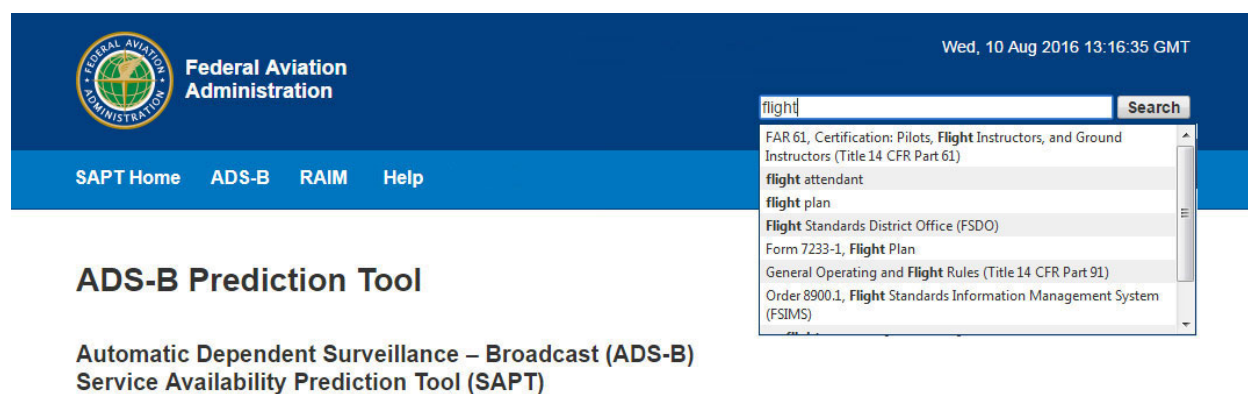 FEDERAL AVIATION
ADMINISTRATION
Federal Aviation
Administration
Wed, 10 Aug 2016 13:16:35 GMT
flight
Search
FAR 61, Certification: Pilots, Flight Instructors, and Ground
Instructors (Title 14 CFR Part 61)
flight attendant
flight plan
Flight Standards District Office (FSDO)
Form 7233-1, Flight Plan
General Operating and Flight Rules (Title 14 CFR Part 91)
Order 8900.1, Flight Standards Information Management System
(FSIMS)
SAPT Home ADS-B RAIM Help
ADS-B Prediction Tool
Automatic Dependent Surveillance – Broadcast (ADS-B)
Service Availability Prediction Tool (SAPT)